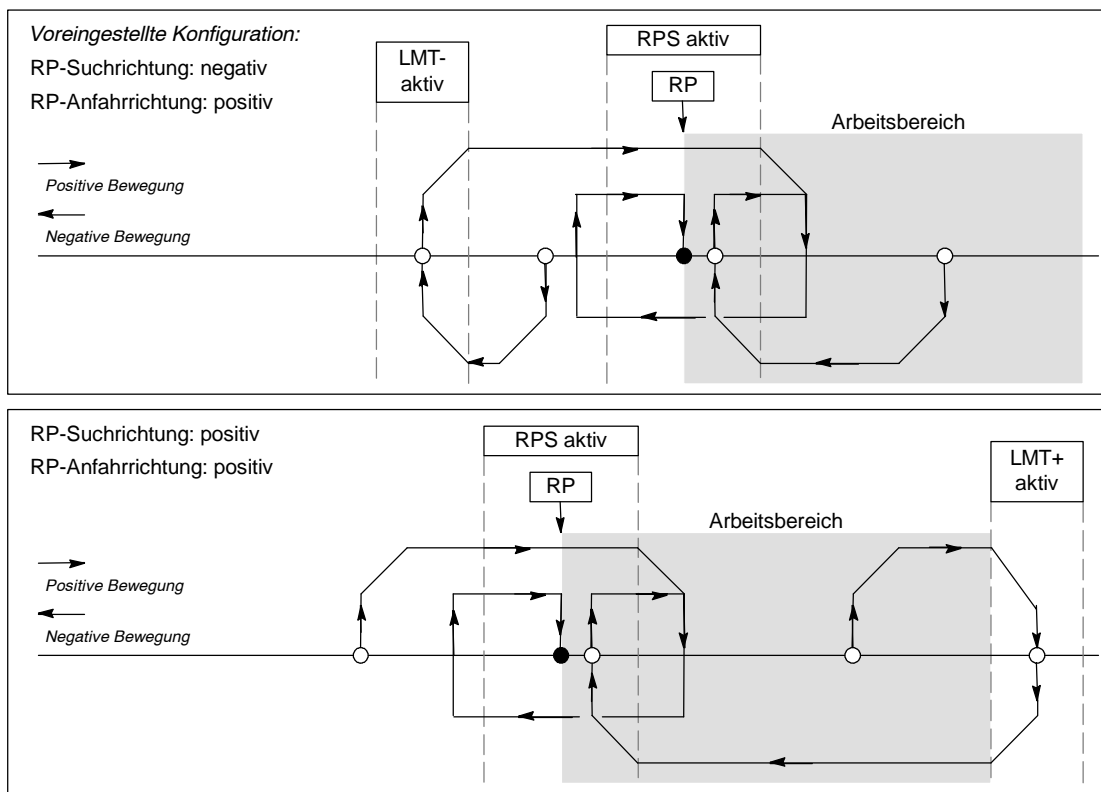 Voreingestellte Konfiguration:
RP-Suchrichtung: negativ
RP-Anfahrrichtung: positiv
LMT-
aktiv
RPS aktiv
RP
Arbeitsbereich
Positive Bewegung
Negative Bewegung
RP-Suchrichtung: positiv
RP-Anfahrrichtung: positiv
RPS aktiv
RP
LMT+
aktiv
Arbeitsbereich
Positive Bewegung
Negative Bewegung